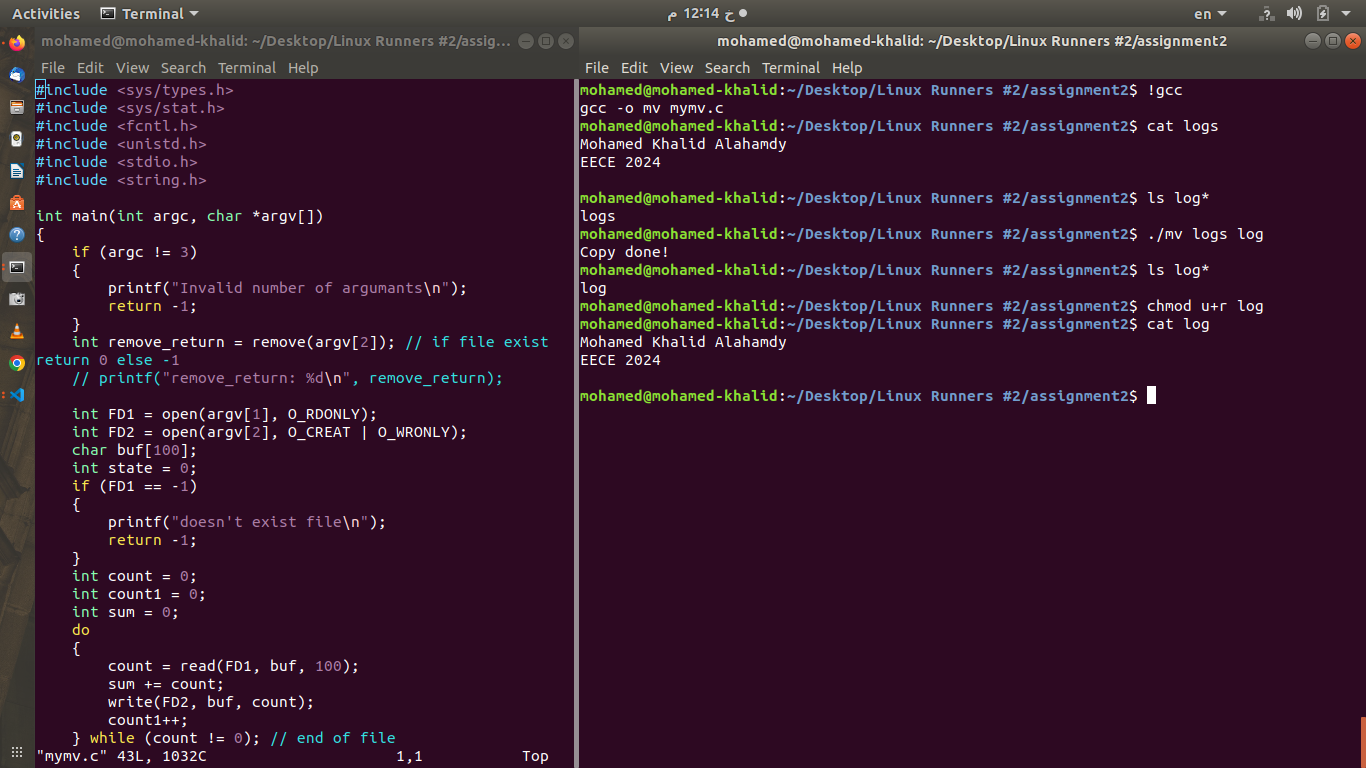 Activities Terminal خ 12:14 م en
mohamed@mohamed-khalid: ~/Desktop/Linux Runners #2/assig...
File Edit View Search Terminal Help
#include <sys/types.h>
#include <sys/stat.h>
#include <fcntl.h>
#include <unistd.h>
#include <stdio.h>
#include <string.h>
int main(int argc, char *argv[])
{
    if (argc != 3)
    {
        printf("Invalid number of argumants\n");
        return -1;
    }
    int remove_return = remove(argv[2]); // if file exist
return 0 else -1
    // printf("remove_return: %d\n", remove_return);
    int FD1 = open(argv[1], O_RDONLY);
    int FD2 = open(argv[2], O_CREAT | O_WRONLY);
    char buf[100];
    int state = 0;
    if (FD1 == -1)
    {
        printf("doesn't exist file\n");
        return -1;
    }
    int count = 0;
    int count1 = 0;
    int sum = 0;
    do
    {
        count = read(FD1, buf, 100);
        sum += count;
        write(FD2, buf, count);
        count1++;
    } while (count != 0); // end of file
"mymv.c" 43L, 1032C 1,1 Top
mohamed@mohamed-khalid: ~/Desktop/Linux Runners #2/assignment2
File Edit View Search Terminal Help
mohamed@mohamed-khalid:~/Desktop/Linux Runners #2/assignment2$ !gcc
gcc -o mv mymv.c
mohamed@mohamed-khalid:~/Desktop/Linux Runners #2/assignment2$ cat logs
Mohamed Khalid Alahamdy
EECE 2024
mohamed@mohamed-khalid:~/Desktop/Linux Runners #2/assignment2$ ls log*
logs
mohamed@mohamed-khalid:~/Desktop/Linux Runners #2/assignment2$ ./mv logs log
Copy done!
mohamed@mohamed-khalid:~/Desktop/Linux Runners #2/assignment2$ ls log*
log
mohamed@mohamed-khalid:~/Desktop/Linux Runners #2/assignment2$ chmod u+r log
mohamed@mohamed-khalid:~/Desktop/Linux Runners #2/assignment2$ cat log
Mohamed Khalid Alahamdy
EECE 2024
mohamed@mohamed-khalid:~/Desktop/Linux Runners #2/assignment2$